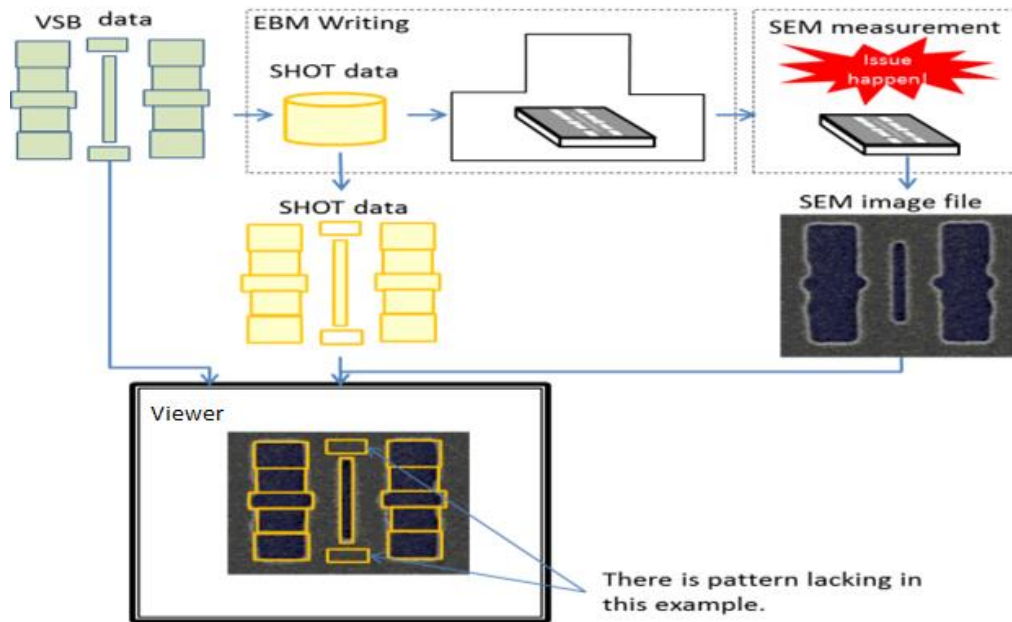 VSB data
EBM Writing
SHOT data
SEM measurement
Issue
happen!
SHOT data
SEM image file
Viewer
There is pattern lacking in
this example.